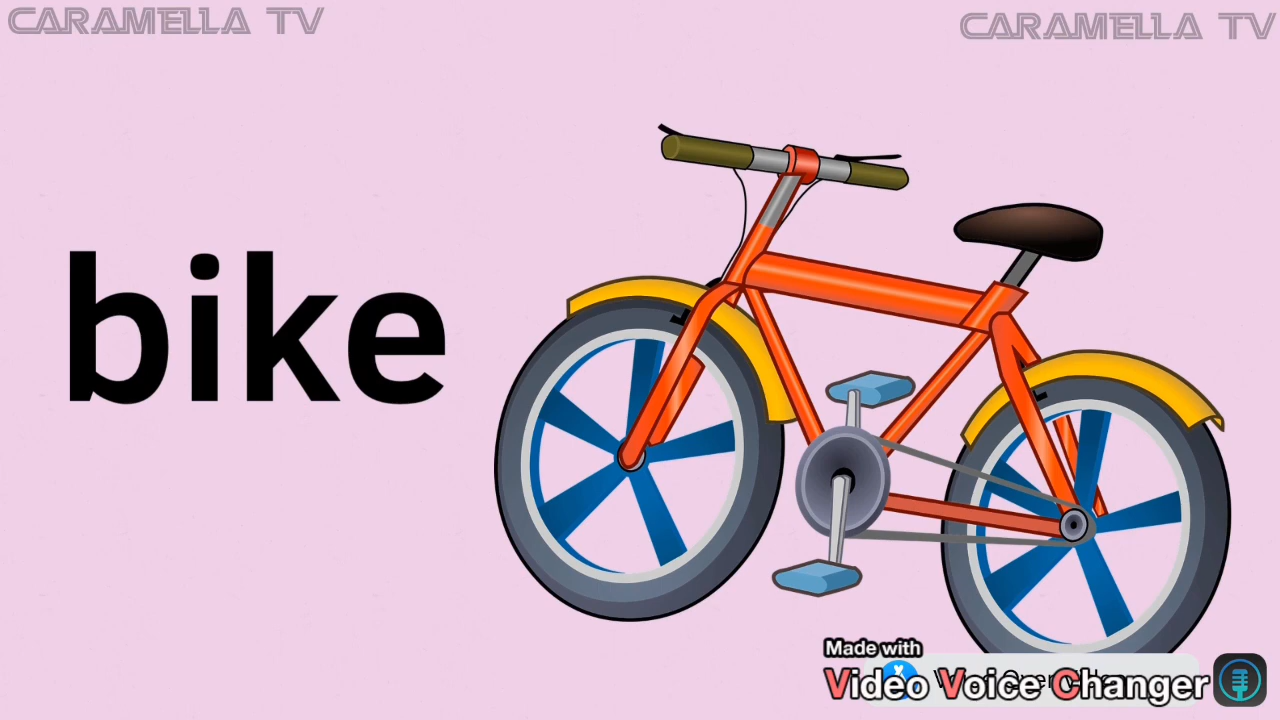 CARAMELLA TV
CARAMELLA TV
bike
Made with
Video Voice Changer